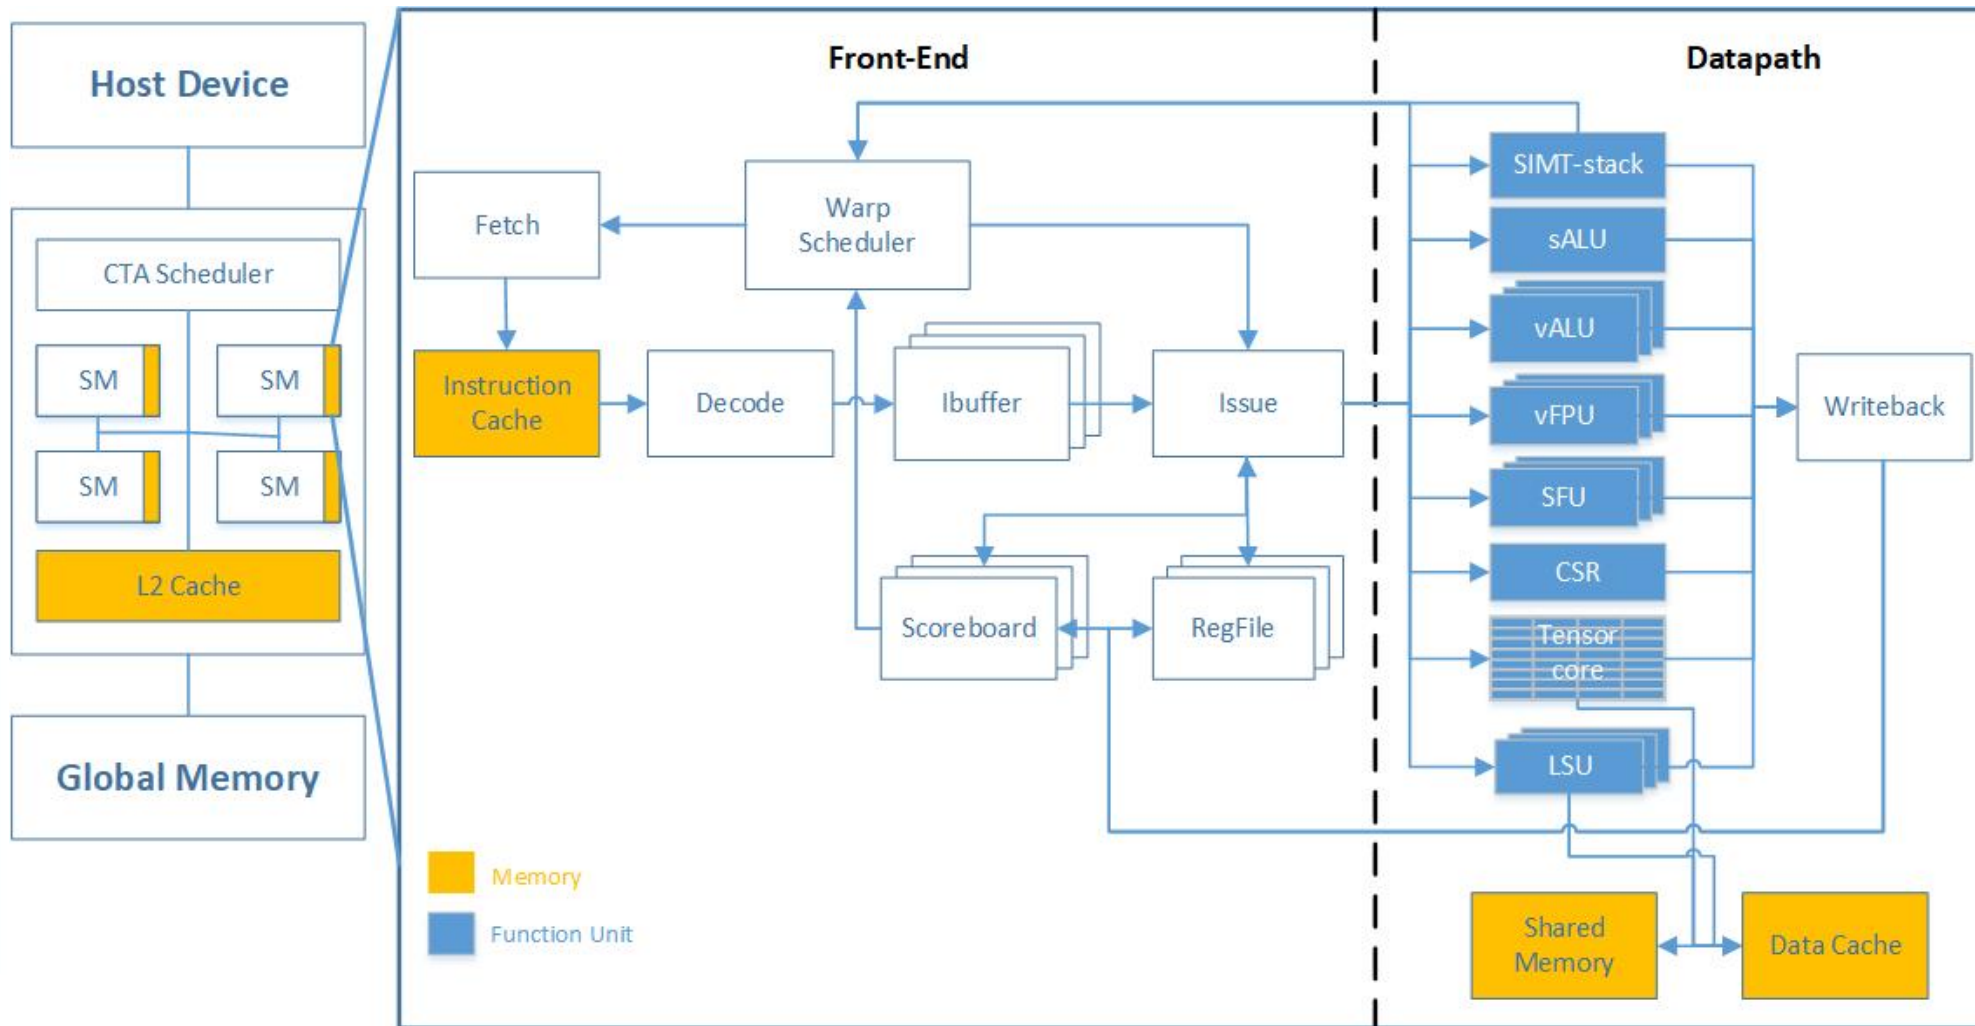 Host Device
CTA Scheduler
SM
SM
SM
SM
L2 Cache
Global Memory
Front-End
Datapath
Fetch
Warp
Scheduler
Instruction
Cache
Decode
Ibuffer
Issue
Scoreboard
RegFile
SIMT-stack
sALU
vALU
vFPU
SFU
CSR
Tensor
core
LSU
Writeback
Shared
Memory
Data Cache
Memory
Function Unit